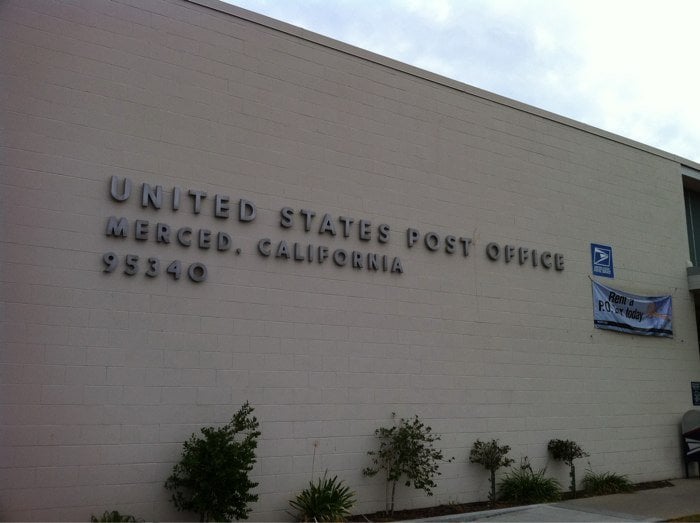 UNITED STATES POST OFFICE
MERCED, CALIFORNIA
95340
Rent a
P.O. Box today